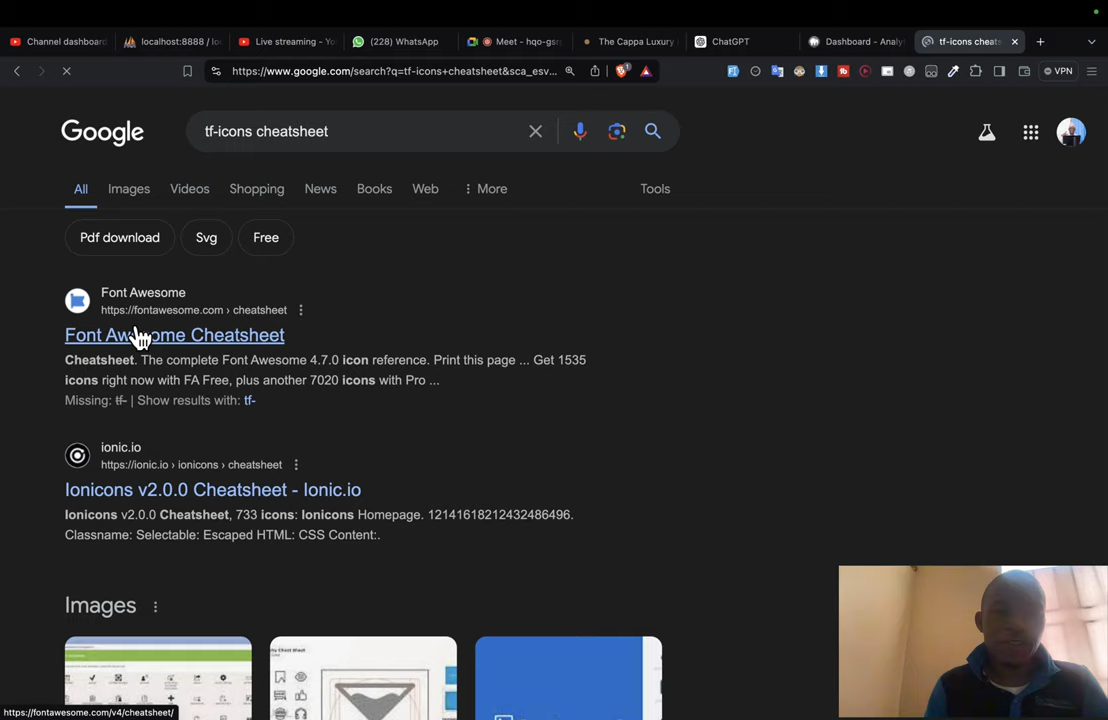 Channel dashboard
localhost:8888 / lo
Live streaming - Yo
(228) WhatsApp
Meet - hqo-gsr
The Cappa Luxury
ChatGPT
Dashboard - Analy
tf-icons cheats
https://www.google.com/search?q=tf-icons+cheatsheet&sca_esv...
VPN
Google
tf-icons cheatsheet
All
Images
Videos
Shopping
News
Books
Web
More
Tools
Pdf download
Svg
Free
Font Awesome
https://fontawesome.com › cheatsheet
Font Awesome Cheatsheet
Cheatsheet. The complete Font Awesome 4.7.0 icon reference. Print this page ... Get 1535
icons right now with FA Free, plus another 7020 icons with Pro ...
Missing: tf- | Show results with: tf-
ionic.io
https://ionic.io › ionicons › cheatsheet
Ionicons v2.0.0 Cheatsheet - Ionic.io
Ionicons v2.0.0 Cheatsheet, 733 icons: Ionicons Homepage. 12141618212432486496.
Classname: Selectable: Escaped HTML: CSS Content:.
Images
https://fontawesome.com/v4/cheatsheet/